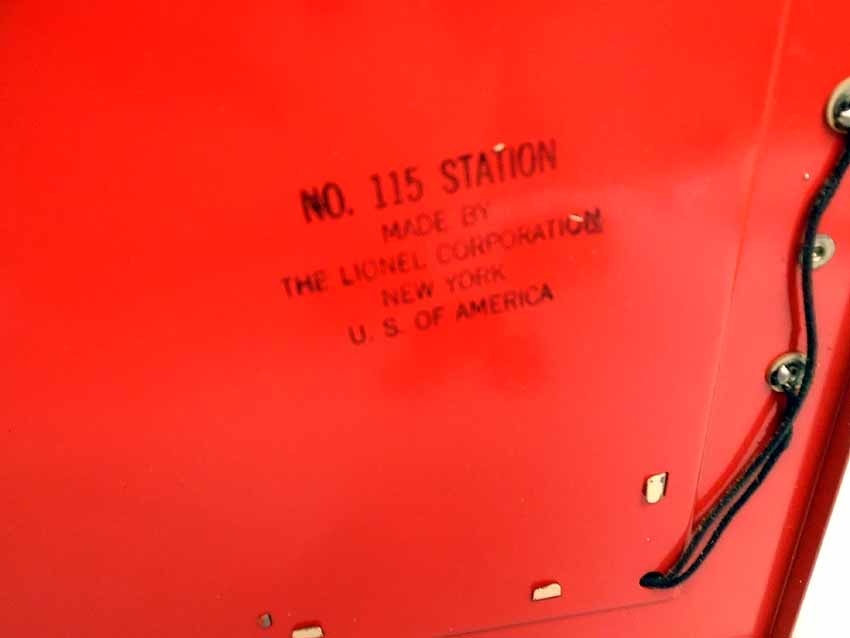 NO. 115 STATION
MADE BY
THE LIONEL CORPORATION
NEW YORK
U. S. OF AMERICA